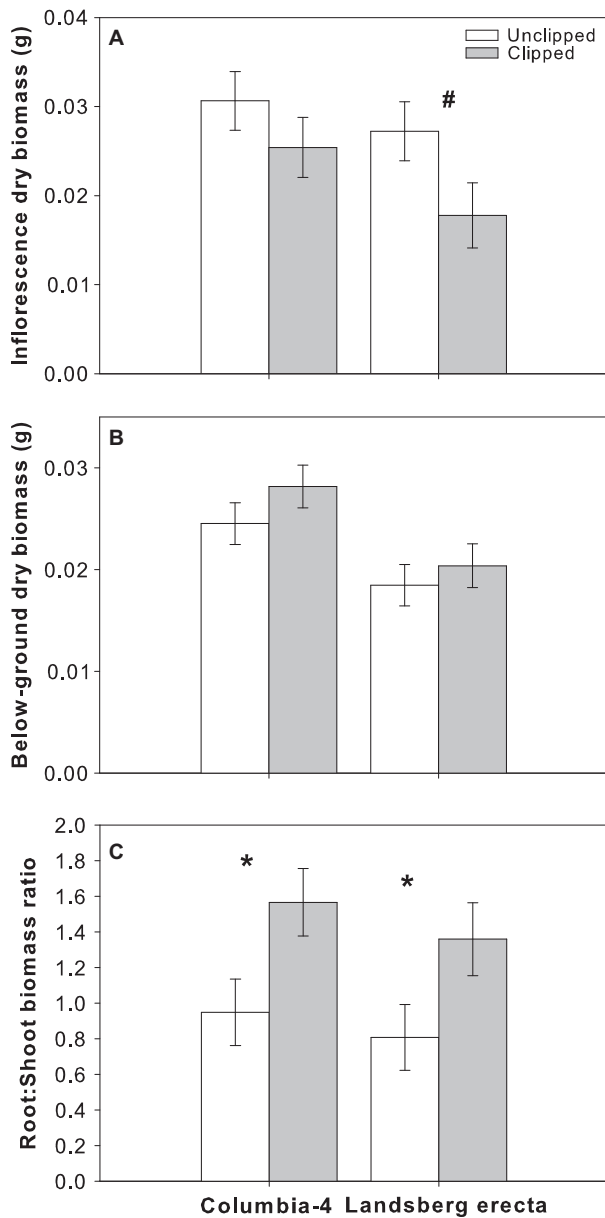 A
Unclipped
Clipped
#
Inflorescence dry biomass (g)
0.04
0.03
0.02
0.01
0.00
B
Below-ground dry biomass (g)
0.03
0.02
0.01
0.00
C
* *
Root:Shoot biomass ratio
2.0
1.8
1.6
1.4
1.2
1.0
0.8
0.6
0.4
0.2
0.0
Columbia-4 Landsberg erecta